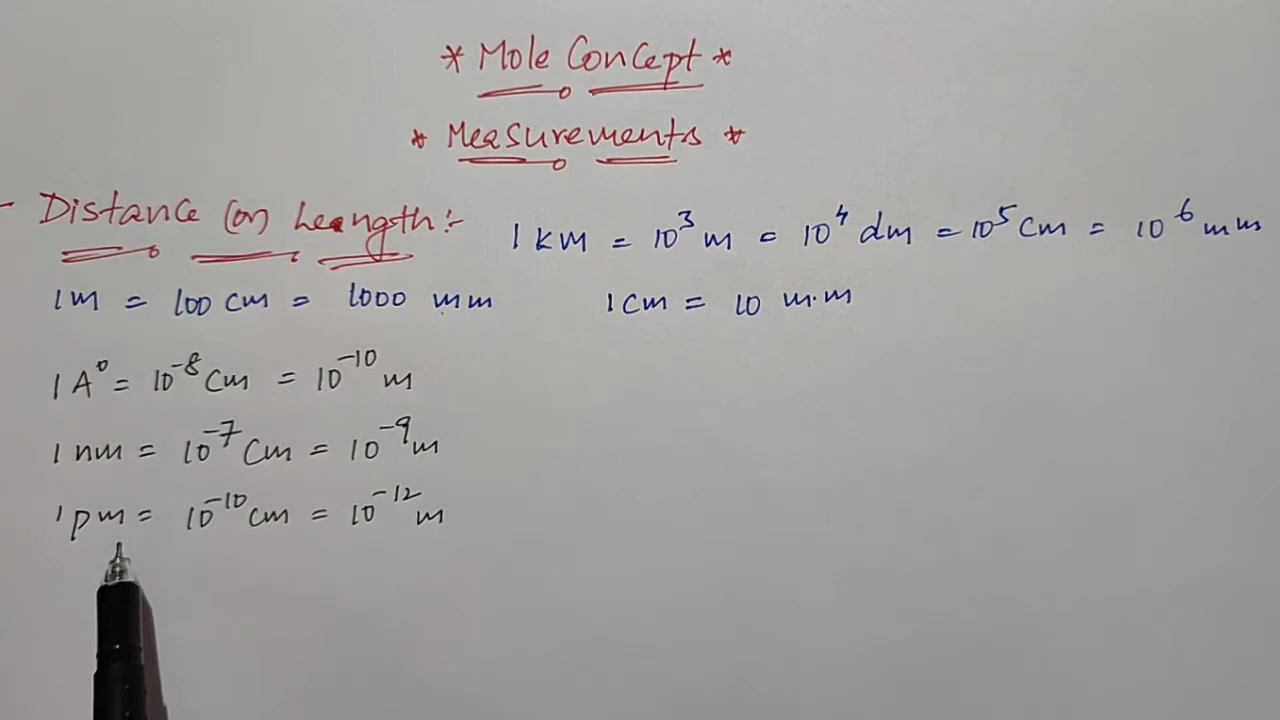 * Mole Concept *
* Measurements *
- Distance (or) Leangth:- 1 km = 10³ m = 10⁴ dm = 10⁵ cm = 10⁶ mm
1m = 100 cm = 1000 mm 1 cm = 10 m.m
1 A° = 10⁻⁸ cm = 10⁻¹⁰ m
1 nm = 10⁻⁷ cm = 10⁻⁹ m
1 pm = 10⁻¹⁰ cm = 10⁻¹² m